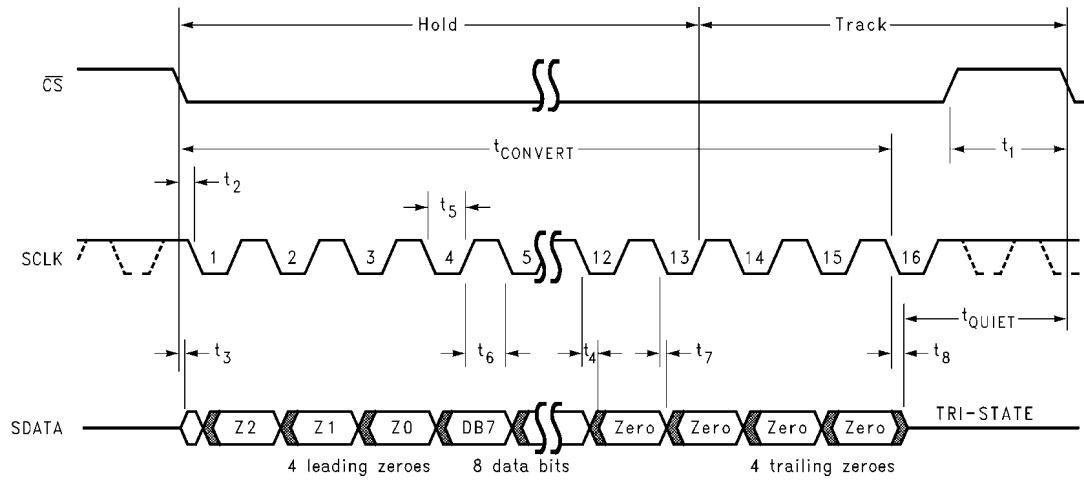 Hold Track
CS
tCONVERT t1
t2
t5
SCLK 1 2 3 4 5 12 13 14 15 16
tQUIET
t3 t6 t4 t7 t8
SDATA Z2 Z1 Z0 DB7 Zero Zero Zero Zero TRI-STATE
4 leading zeroes 8 data bits 4 trailing zeroes